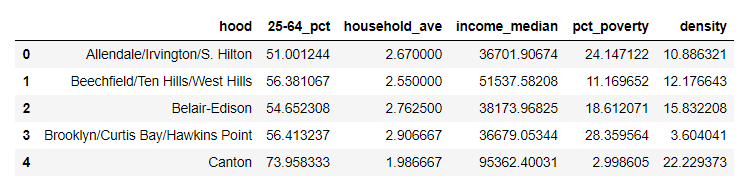 hood 25-64_pct household_ave income_median pct_poverty density
0 Allendale/Irvington/S. Hilton 51.001244 2.670000 36701.90674 24.147122 10.886321
1 Beechfield/Ten Hills/West Hills 56.381067 2.550000 51537.58208 11.169652 12.176643
2 Belair-Edison 54.652308 2.762500 38173.96825 18.612071 15.832208
3 Brooklyn/Curtis Bay/Hawkins Point 56.413237 2.906667 36679.05344 28.359564 3.604041
4 Canton 73.958333 1.986667 95362.40031 2.998605 22.229373